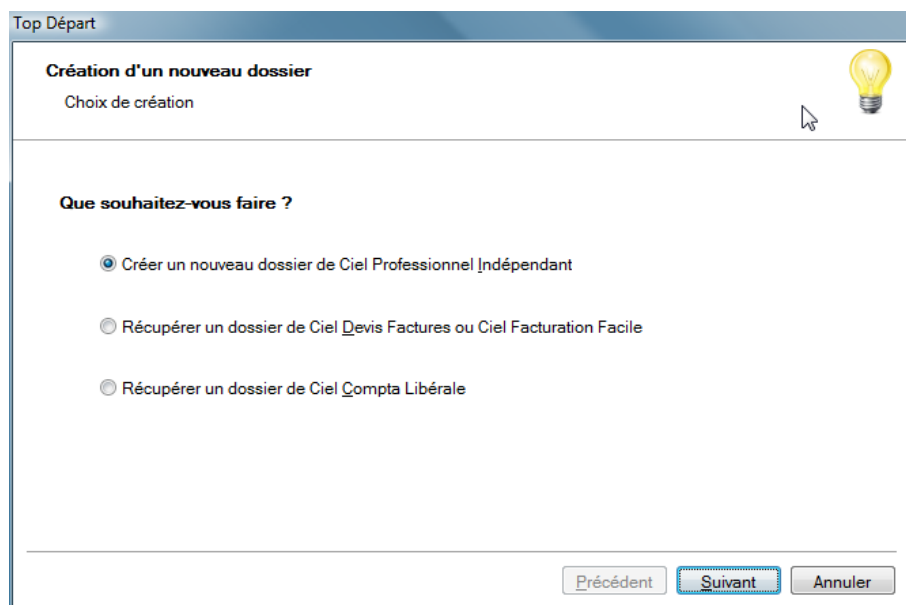 Top Départ
Création d'un nouveau dossier
Choix de création
Que souhaitez-vous faire ?
Créer un nouveau dossier de Ciel Professionnel Indépendant
Récupérer un dossier de Ciel Devis Factures ou Ciel Facturation Facile
Récupérer un dossier de Ciel Compta Libérale
Précédent Suivant Annuler